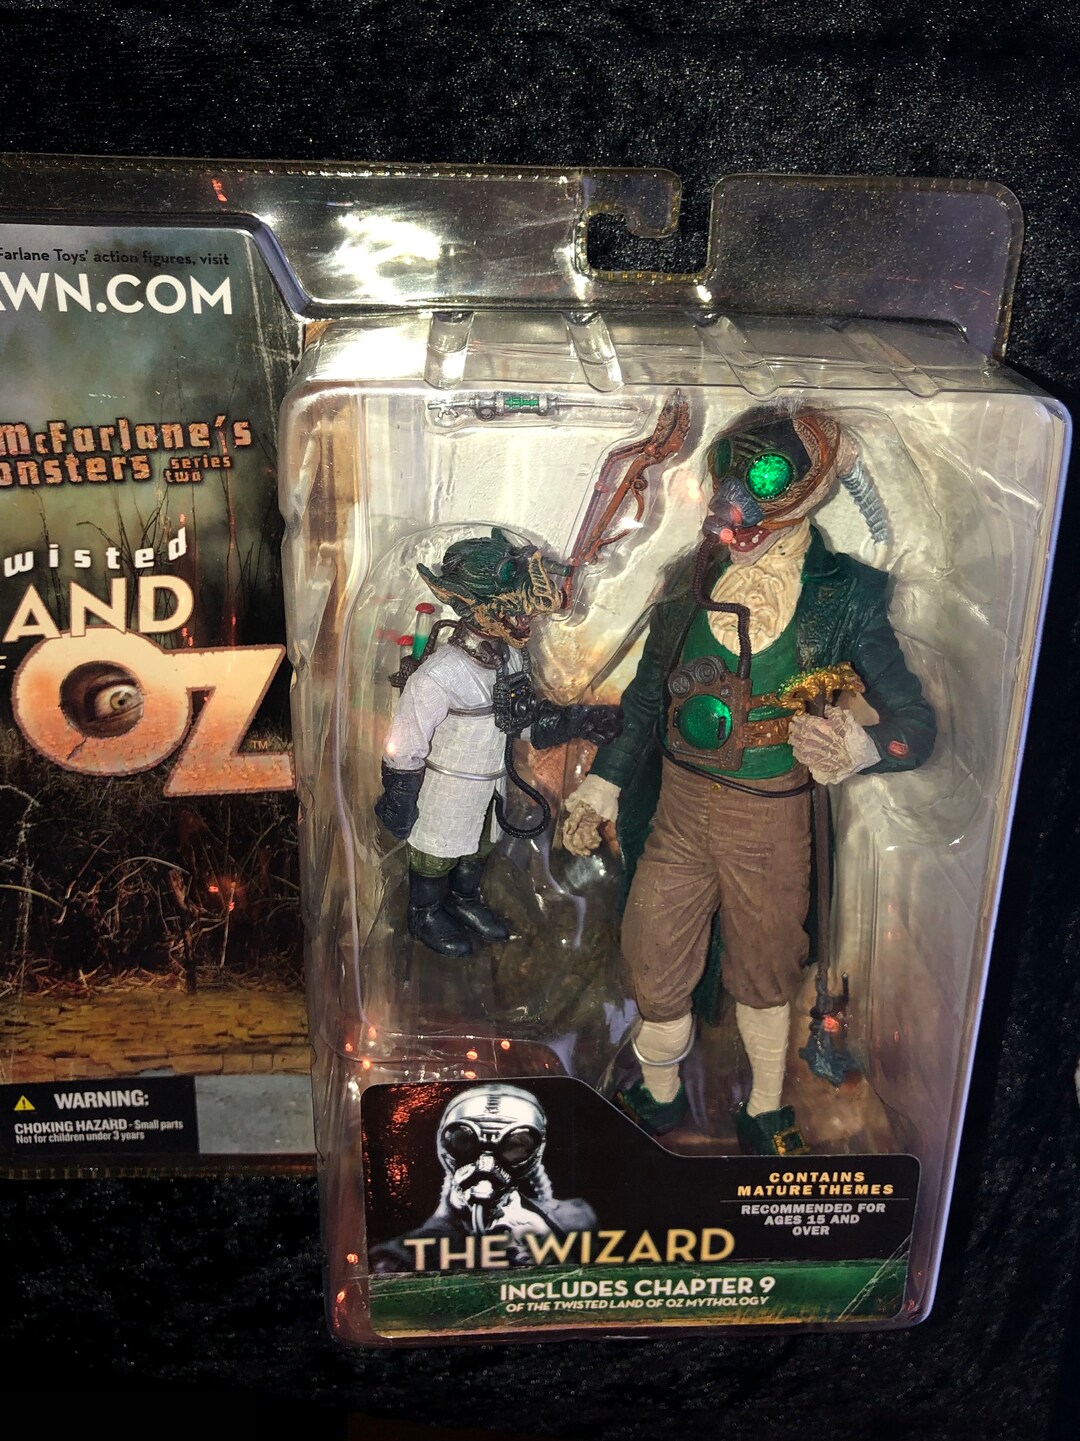 Farlane Toys' action figures, visit
WN.COM
McFarlane's
onsters series
two
wisted
AND
OZ TM
WARNING:
CHOKING HAZARD - Small parts
Not for children under 3 years
CONTAINS
MATURE THEMES
RECOMMENDED FOR
AGES 15 AND
OVER
THE WIZARD
INCLUDES CHAPTER 9
OF THE TWISTED LAND OF OZ MYTHOLOGY